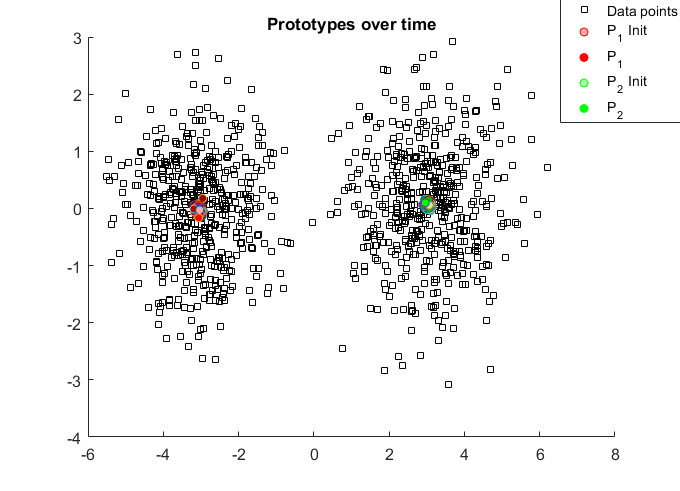 Prototypes over time
Data points
P1 Init
P1
P2 Init
P2
3
2
1
0
-1
-2
-3
-4
-6 -4 -2 0 2 4 6 8